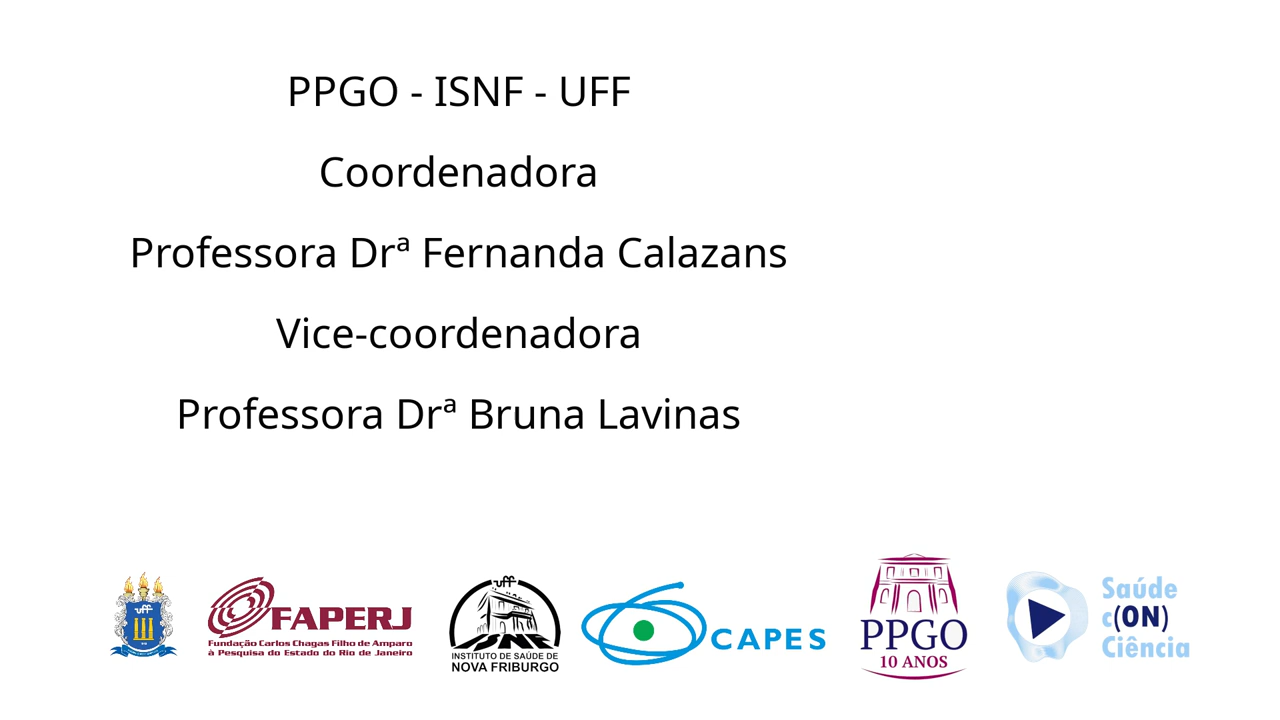 PPGO - ISNF - UFF
Coordenadora
Professora Drª Fernanda Calazans
Vice-coordenadora
Professora Drª Bruna Lavinas
uff
FAPERJ
Fundação Carlos Chagas Filho de Amparo
à Pesquisa do Estado do Rio de Janeiro
uff
ISNF
INSTITUTO DE SAÚDE DE
NOVA FRIBURGO
CAPES
PPGO
10 ANOS
Saúde
c(ON)
Ciência